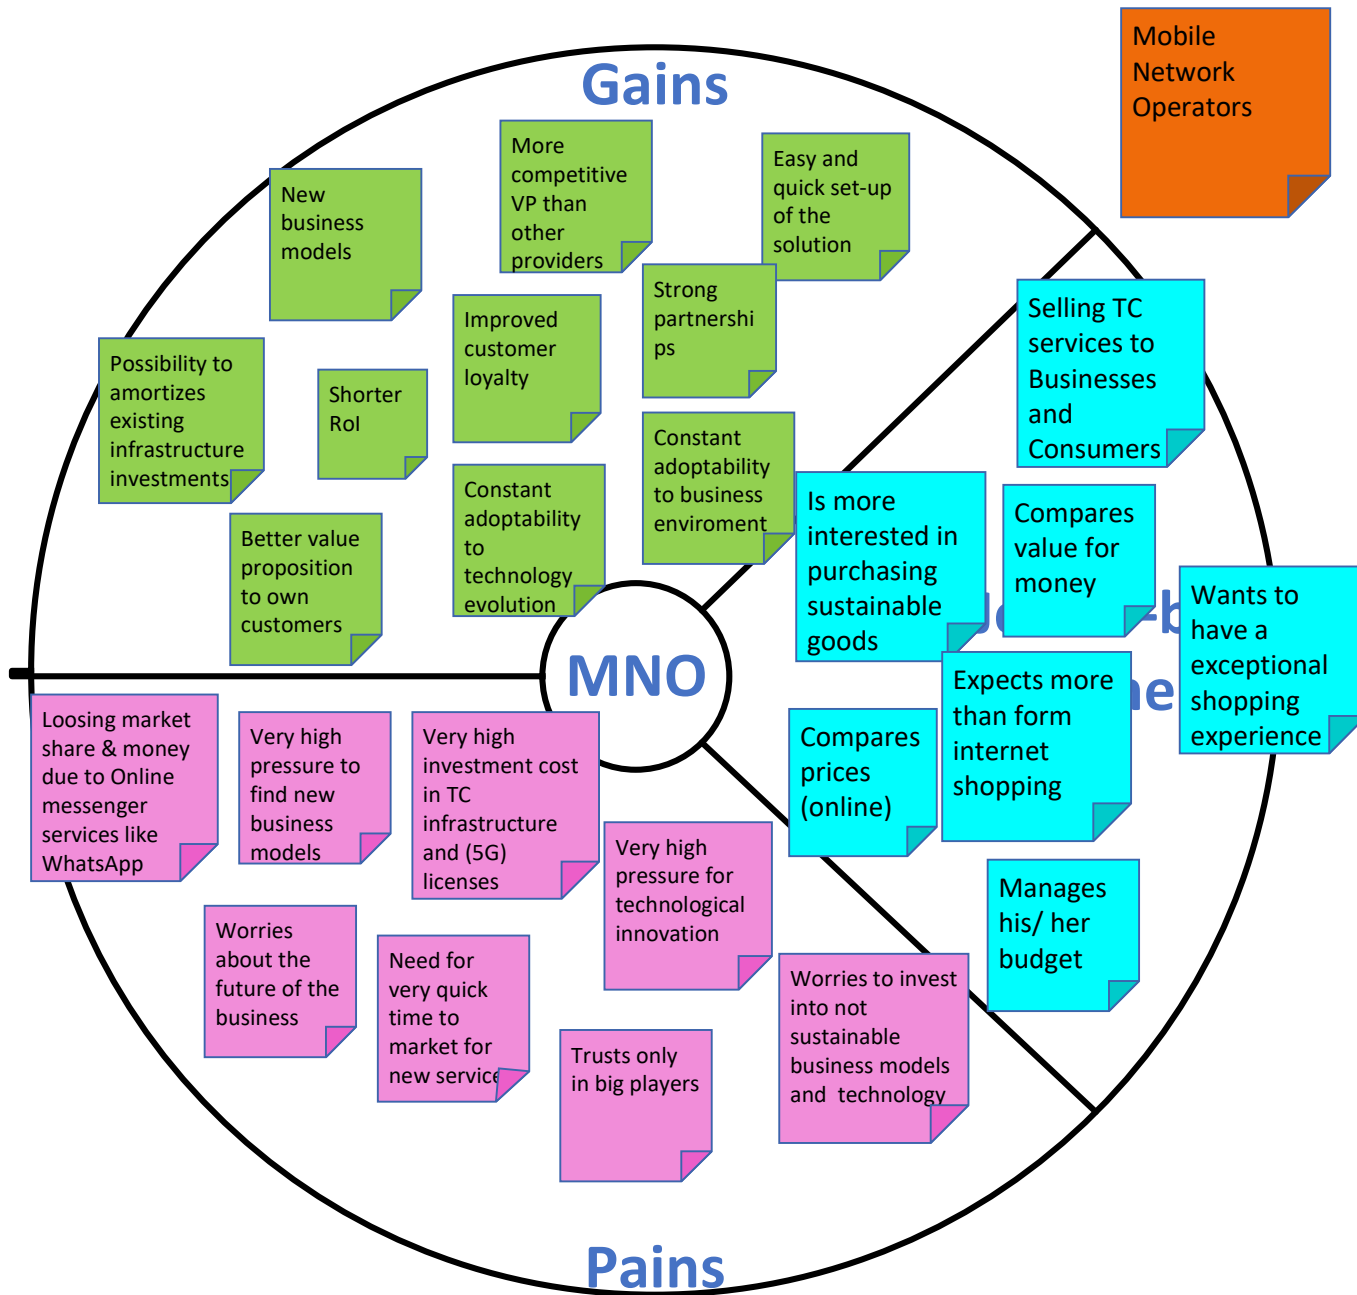 Mobile
Network
Operators
Gains
New
business
models
More
competitive
VP than
other
providers
Easy and
quick set-up
of the
solution
Possibility to
amortizes
existing
infrastructure
investments
Shorter
RoI
Improved
customer
loyalty
Strong
partnershi
ps
Better value
proposition
to own
customers
Constant
adoptability
to
technology
evolution
Constant
adoptability
to business
enviroment
Selling TC
services to
Businesses
and
Consumers
Is more
interested in
purchasing
sustainable
goods
Compares
value for
money
Wants to
have a
exceptional
shopping
experience
Expects more
than form
internet
shopping
Compares
prices
(online)
Manages
his/ her
budget
MNO
Loosing market
share & money
due to Online
messenger
services like
WhatsApp
Very high
pressure to
find new
business
models
Very high
investment cost
in TC
infrastructure
and (5G)
licenses
Very high
pressure for
technological
innovation
Worries
about the
future of the
business
Need for
very quick
time to
market for
new service
Trusts only
in big players
Worries to invest
into not
sustainable
business models
and  technology
Pains